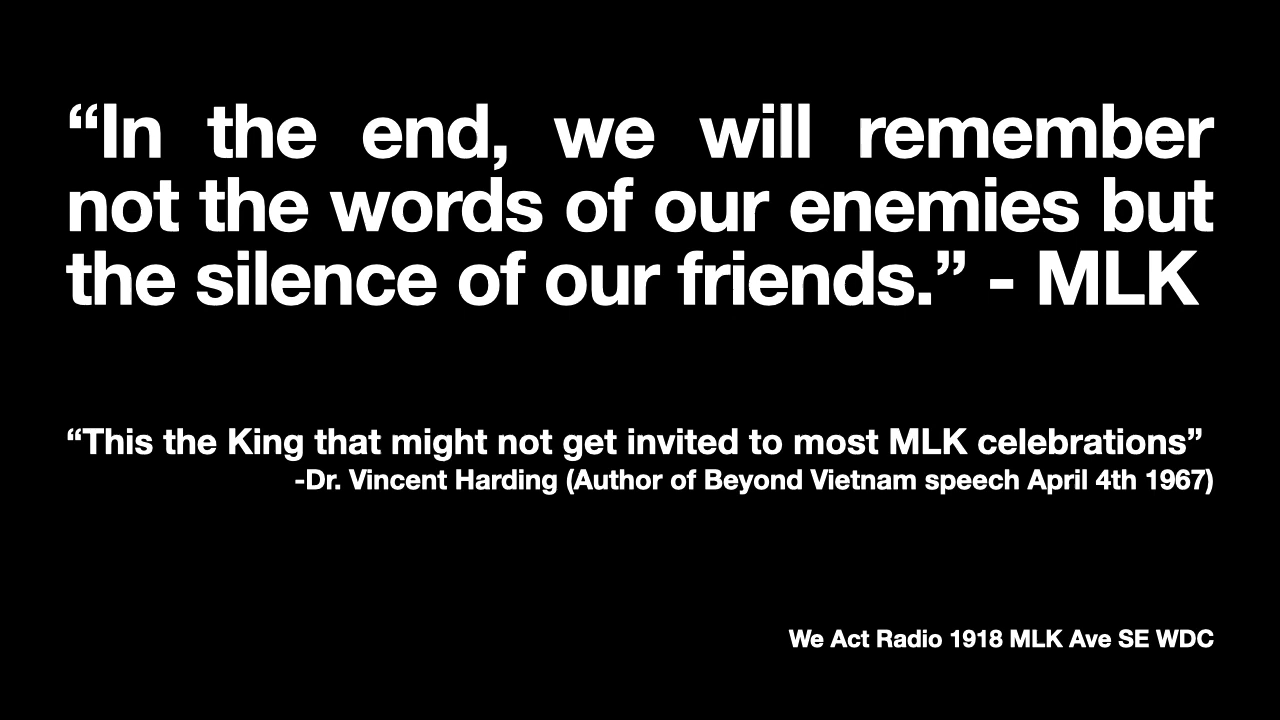 “In the end, we will remember
not the words of our enemies but
the silence of our friends.” - MLK
“This the King that might not get invited to most MLK celebrations”
-Dr. Vincent Harding (Author of Beyond Vietnam speech April 4th 1967)
We Act Radio 1918 MLK Ave SE WDC